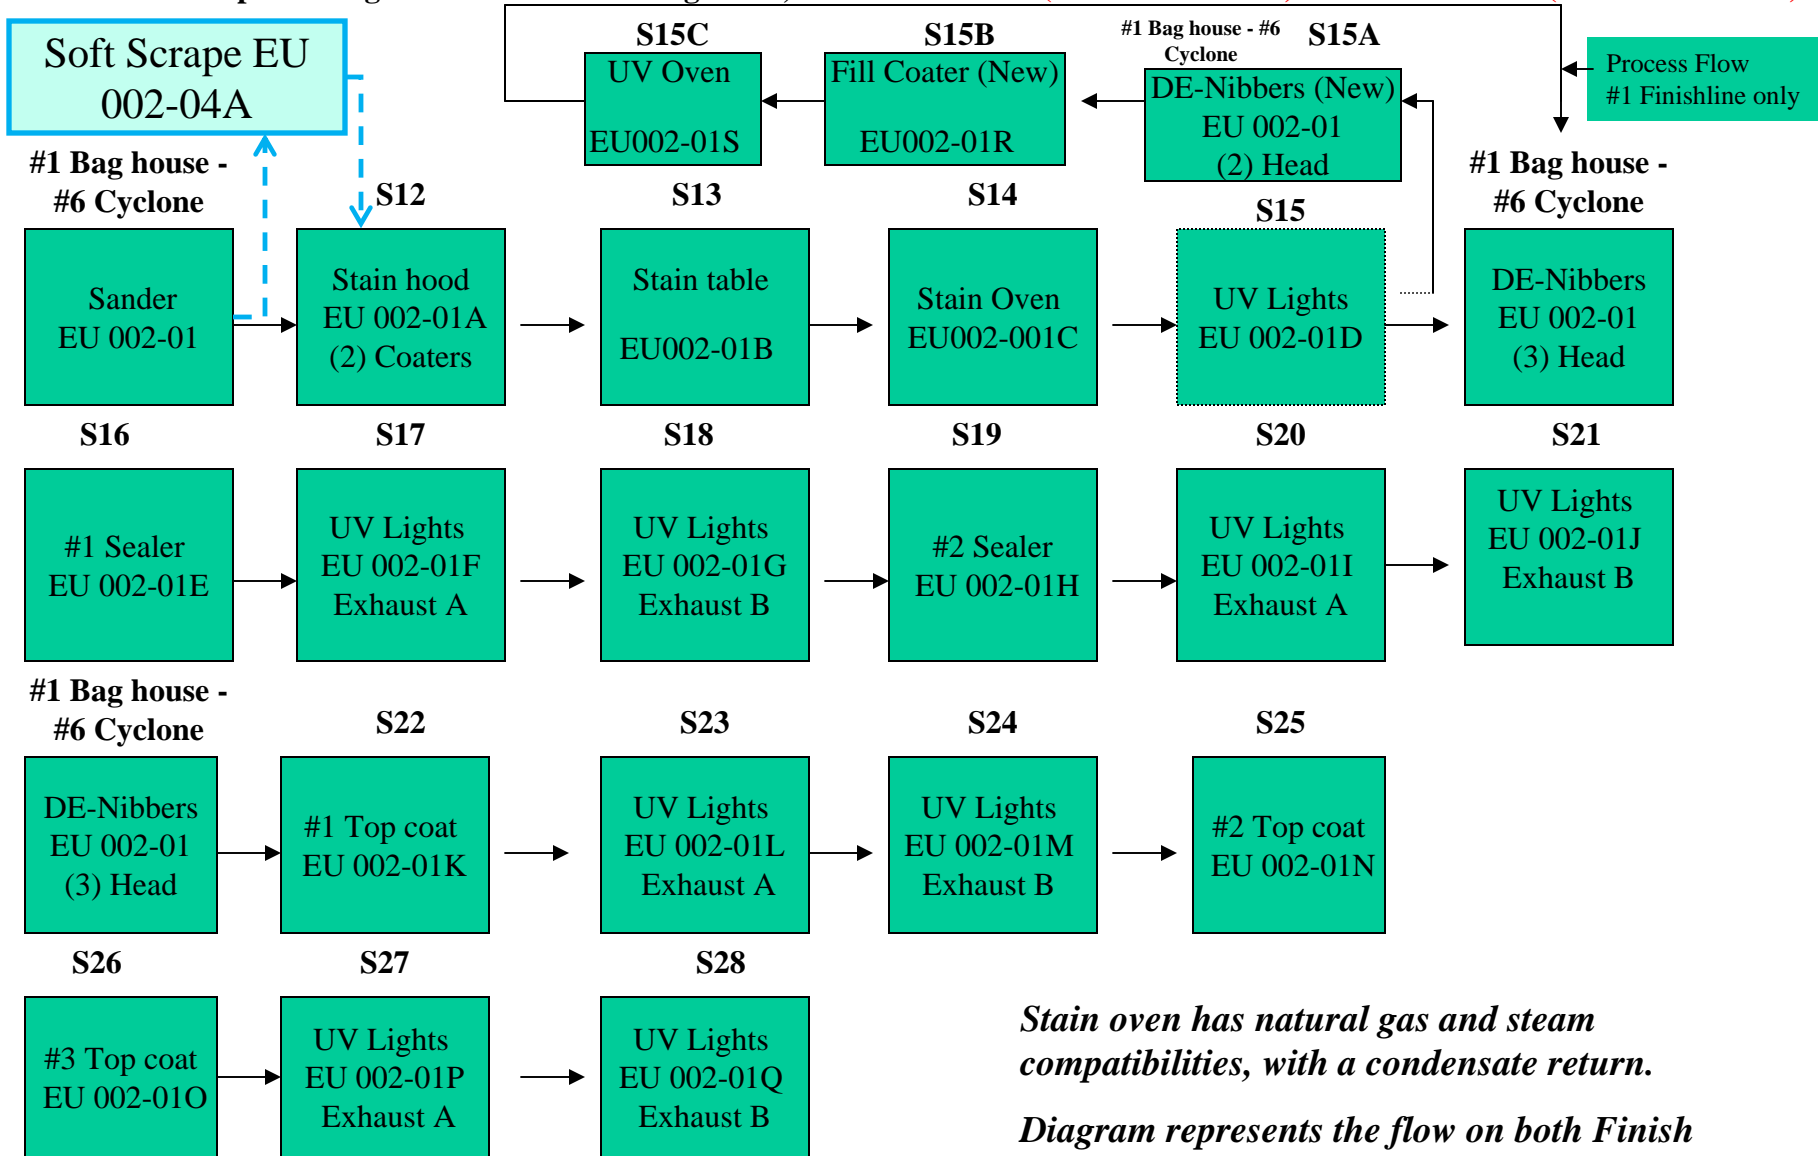 Soft Scrape EU
002-04A
S15C
UV Oven
EU002-01S
S15B
Fill Coater (New)
EU002-01R
#1 Bag house - #6
Cyclone
S15A
DE-Nibbers (New)
EU 002-01
(2) Head
Process Flow
#1 Finishline only
#1 Bag house -
#6 Cyclone
Sander
EU 002-01
S12
Stain hood
EU 002-01A
(2) Coaters
S13
Stain table
EU002-01B
S14
Stain Oven
EU002-001C
S15
UV Lights
EU 002-01D
#1 Bag house -
#6 Cyclone
DE-Nibbers
EU 002-01
(3) Head
S16
#1 Sealer
EU 002-01E
S17
UV Lights
EU 002-01F
Exhaust A
S18
UV Lights
EU 002-01G
Exhaust B
S19
#2 Sealer
EU 002-01H
S20
UV Lights
EU 002-01I
Exhaust A
S21
UV Lights
EU 002-01J
Exhaust B
#1 Bag house -
#6 Cyclone
DE-Nibbers
EU 002-01
(3) Head
S22
#1 Top coat
EU 002-01K
S23
UV Lights
EU 002-01L
Exhaust A
S24
UV Lights
EU 002-01M
Exhaust B
S25
#2 Top coat
EU 002-01N
S26
#3 Top coat
EU 002-01O
S27
UV Lights
EU 002-01P
Exhaust A
S28
UV Lights
EU 002-01Q
Exhaust B
Stain oven has natural gas and steam
compatibilities, with a condensate return.
Diagram represents the flow on both Finish